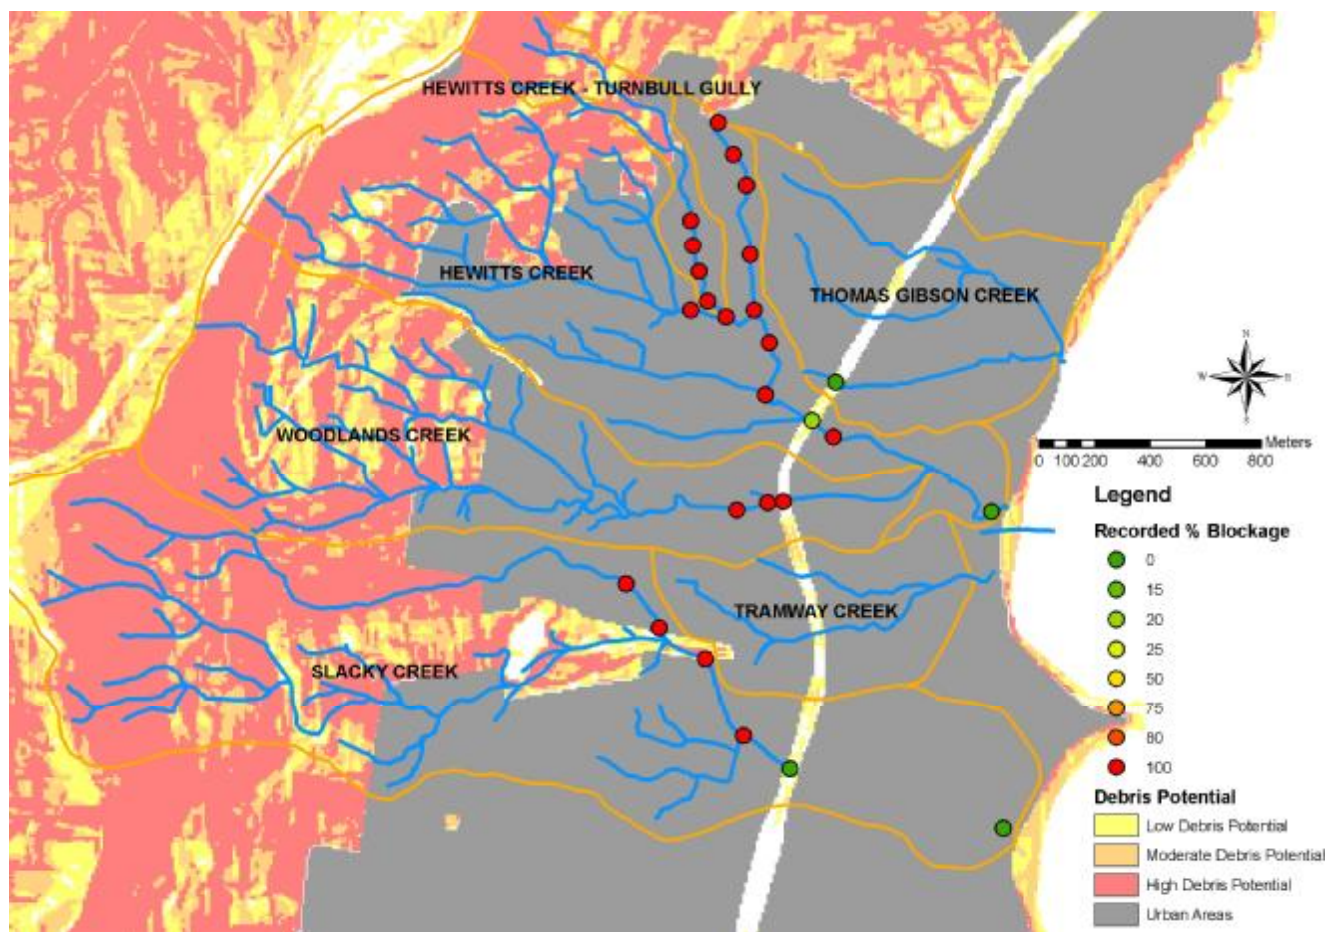 HEWITTS CREEK - TURNBULL GULLY
HEWITTS CREEK
THOMAS GIBSON CREEK
WOODLANDS CREEK
TRAMWAY CREEK
SLACKY CREEK
N
W
E
S
Meters
0 100 200 400 600 800
Legend
Recorded % Blockage
0
15
20
25
50
75
80
100
Debris Potential
Low Debris Potential
Moderate Debris Potential
High Debris Potential
Urban Areas